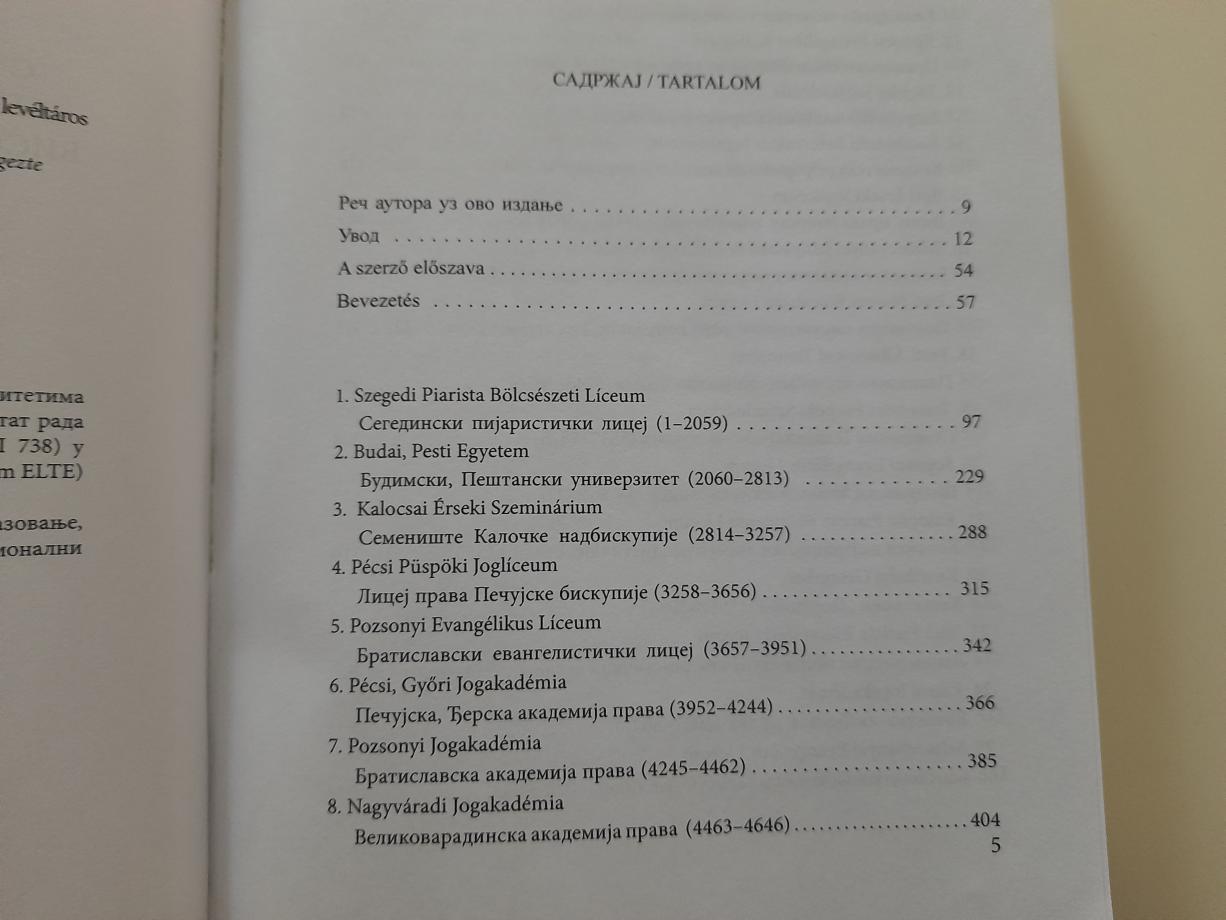 levéltáros
САДРЖАЈ / TARTALOM
Реч аутора уз ово издање . . . . . . . . . . . . . . . . . . . . . . . . . . . . . . . 9
Увод . . . . . . . . . . . . . . . . . . . . . . . . . . . . . . . . . . . . . . . . . . . . . 12
A szerző előszava . . . . . . . . . . . . . . . . . . . . . . . . . . . . . . . . . . . . . 54
Bevezetés . . . . . . . . . . . . . . . . . . . . . . . . . . . . . . . . . . . . . . . . . . 57
1. Szegedi Piarista Bölcsészeti Líceum
Сегедински пијаристички лицеј (1–2059) . . . . . . . . . . . . . . . . . . 97
2. Budai, Pesti Egyetem
Будимски, Пештански универзитет (2060–2813) . . . . . . . . . . . . 229
3. Kalocsai Érseki Szeminárium
Семениште Калочке надбискупије (2814–3257) . . . . . . . . . . . . . . . . 288
4. Pécsi Püspöki Joglíceum
Лицеј права Печујске бискупије (3258–3656) . . . . . . . . . . . . . . . . . . 315
5. Pozsonyi Evangélikus Líceum
Братиславски евангелистички лицеј (3657–3951) . . . . . . . . . . . . . . . 342
6. Pécsi, Győri Jogakadémia
Печујска, Ђерска академија права (3952–4244) . . . . . . . . . . . . . . . . . . 366
7. Pozsonyi Jogakadémia
Братиславска академија права (4245–4462) . . . . . . . . . . . . . . . . . . . . 385
8. Nagyváradi Jogakadémia
Великоварадинска академија права (4463–4646) . . . . . . . . . . . . . . . . . . 404
5
gezte
итетима
тат рада
I 738) у
m ELTE)
азовање,
ионални